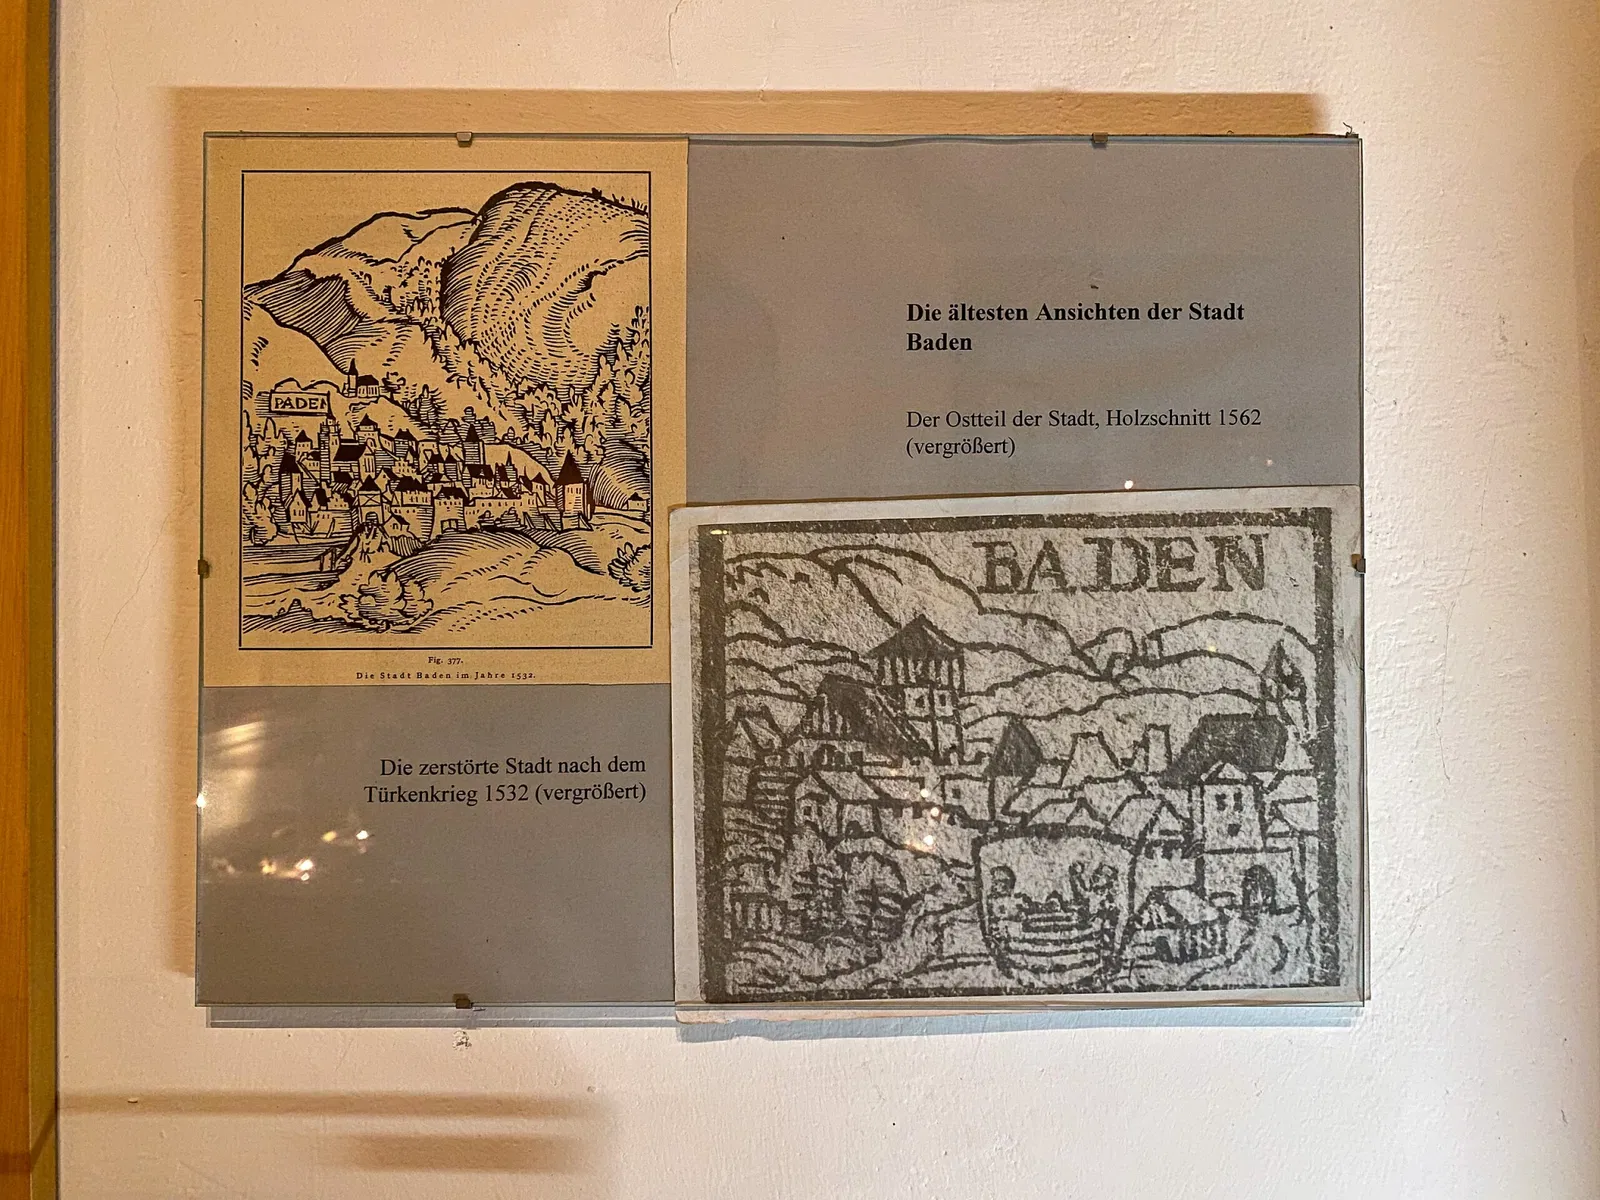 PADEN
Fig. 377.
Die Stadt Baden im Jahre 1532.
Die zerstörte Stadt nach dem
Türkenkrieg 1532 (vergrößert)
Die ältesten Ansichten der Stadt
Baden
Der Ostteil der Stadt, Holzschnitt 1562
(vergrößert)
BADEN